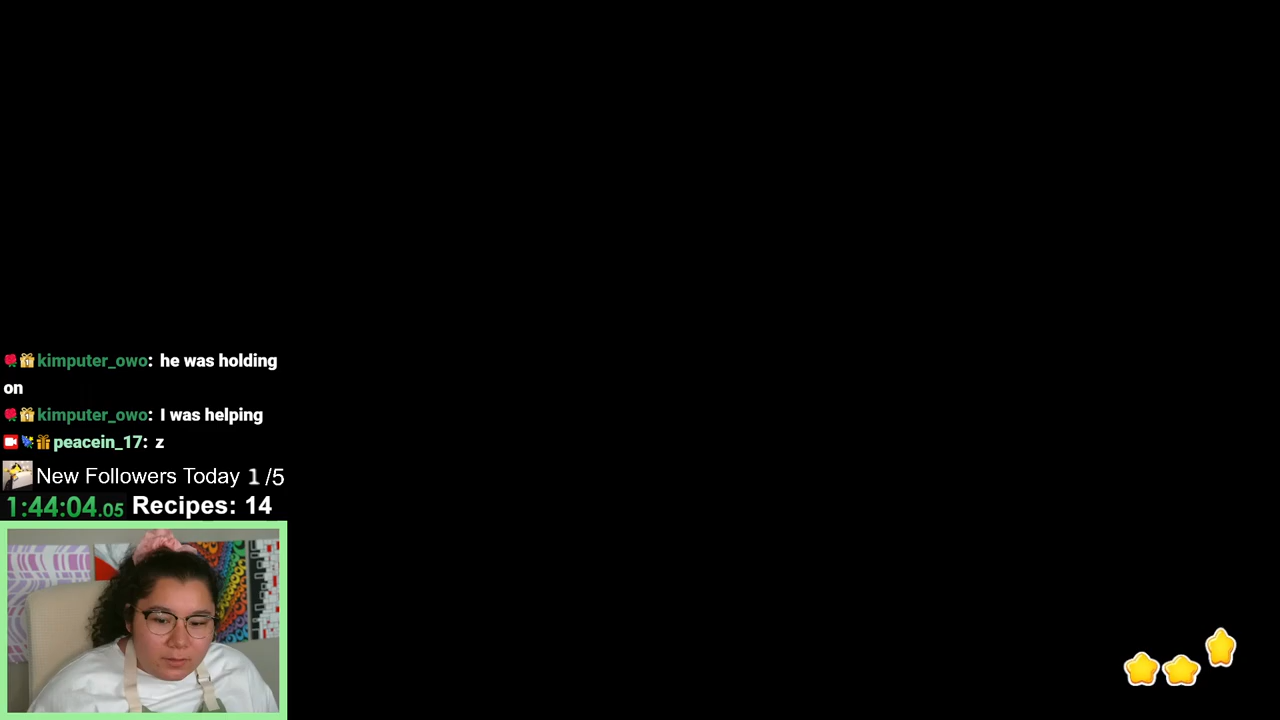 kimputer_owo: he was holding
on
kimputer_owo: I was helping
peacein_17: z
New Followers Today 1 /5
1:44:04.05 Recipes: 14